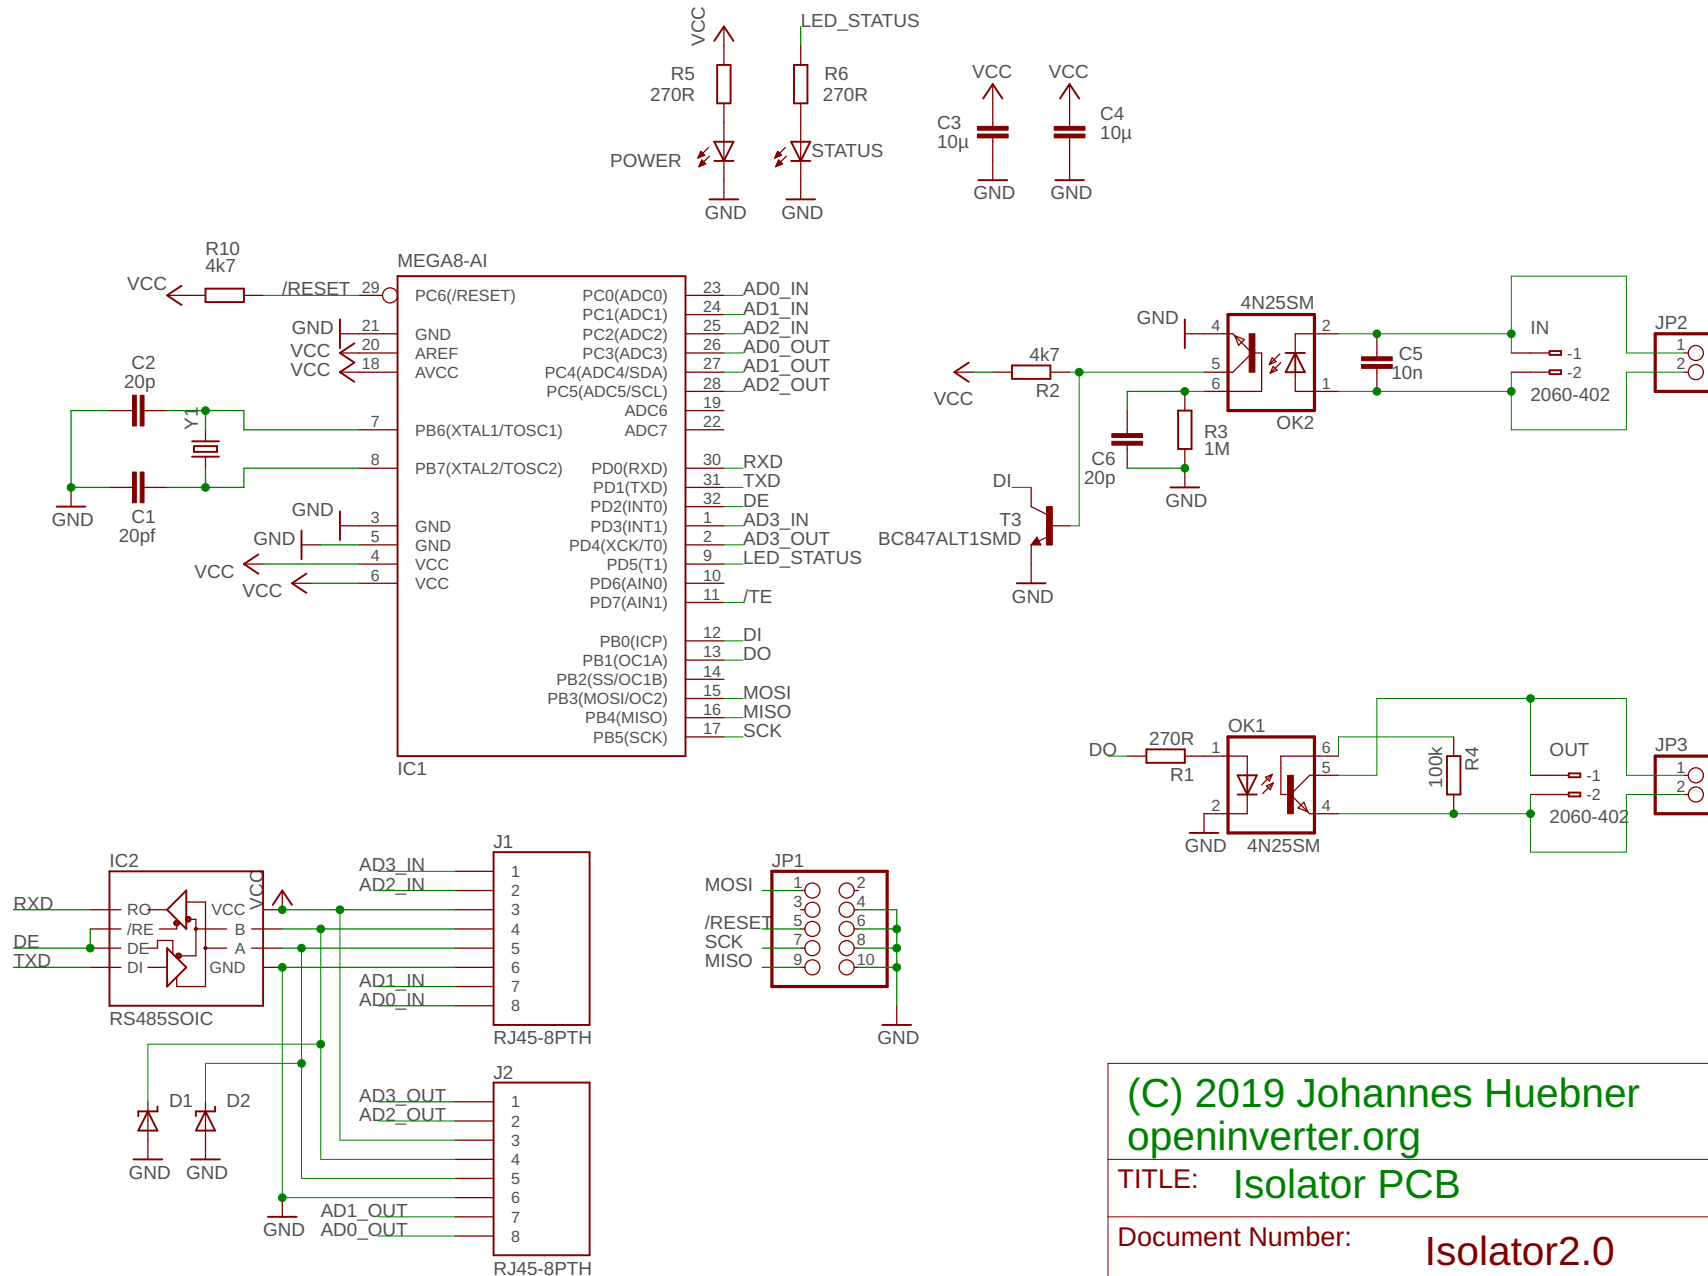 VCC
LED_STATUS
R5
270R
R6
270R
POWER
STATUS
GND
GND
VCC
VCC
C3
10µ
C4
10µ
GND
GND
R10
4k7
VCC
/RESET
MEGA8-AI
29
PC6(/RESET)
GND
21
GND
VCC
20
AREF
VCC
18
AVCC
C2
20p
Y1
7
PB6(XTAL1/TOSC1)
8
PB7(XTAL2/TOSC2)
C1
20pf
GND
GND
3
GND
GND
5
GND
VCC
4
VCC
VCC
6
VCC
PC0(ADC0)
23
AD0_IN
PC1(ADC1)
24
AD1_IN
PC2(ADC2)
25
AD2_IN
PC3(ADC3)
26
AD0_OUT
PC4(ADC4/SDA)
27
AD1_OUT
PC5(ADC5/SCL)
28
AD2_OUT
ADC6
19
ADC7
22
PD0(RXD)
30
RXD
PD1(TXD)
31
TXD
PD2(INT0)
32
DE
PD3(INT1)
1
AD3_IN
PD4(XCK/T0)
2
AD3_OUT
PD5(T1)
9
LED_STATUS
PD6(AIN0)
10
PD7(AIN1)
11
/TE
PB0(ICP)
12
DI
PB1(OC1A)
13
DO
PB2(SS/OC1B)
14
PB3(MOSI/OC2)
15
MOSI
PB4(MISO)
16
MISO
PB5(SCK)
17
SCK
IC1
4N25SM
GND
4
5
6
2
1
OK2
VCC
4k7
R2
C6
20p
R3
1M
GND
DI
T3
BC847ALT1SMD
GND
C5
10n
IN
-1
-2
2060-402
JP2
1
2
OK1
DO
270R
R1
1
2
6
5
4
GND
4N25SM
100k
R4
OUT
-1
-2
2060-402
JP3
1
2
IC2
RXD
DE
TXD
RO
/RE
DE
DI
VCC
B
A
GND
VCC
RS485SOIC
D1
D2
GND
GND
GND
J1
AD3_IN
AD2_IN
AD1_IN
AD0_IN
1
2
3
4
5
6
7
8
RJ45-8PTH
J2
AD3_OUT
AD2_OUT
AD1_OUT
AD0_OUT
1
2
3
4
5
6
7
8
RJ45-8PTH
JP1
MOSI
1
2
3
4
/RESET
5
6
SCK
7
8
MISO
9
10
GND
(C) 2019 Johannes Huebner
openinverter.org
TITLE: Isolator PCB
Document Number: Isolator2.0